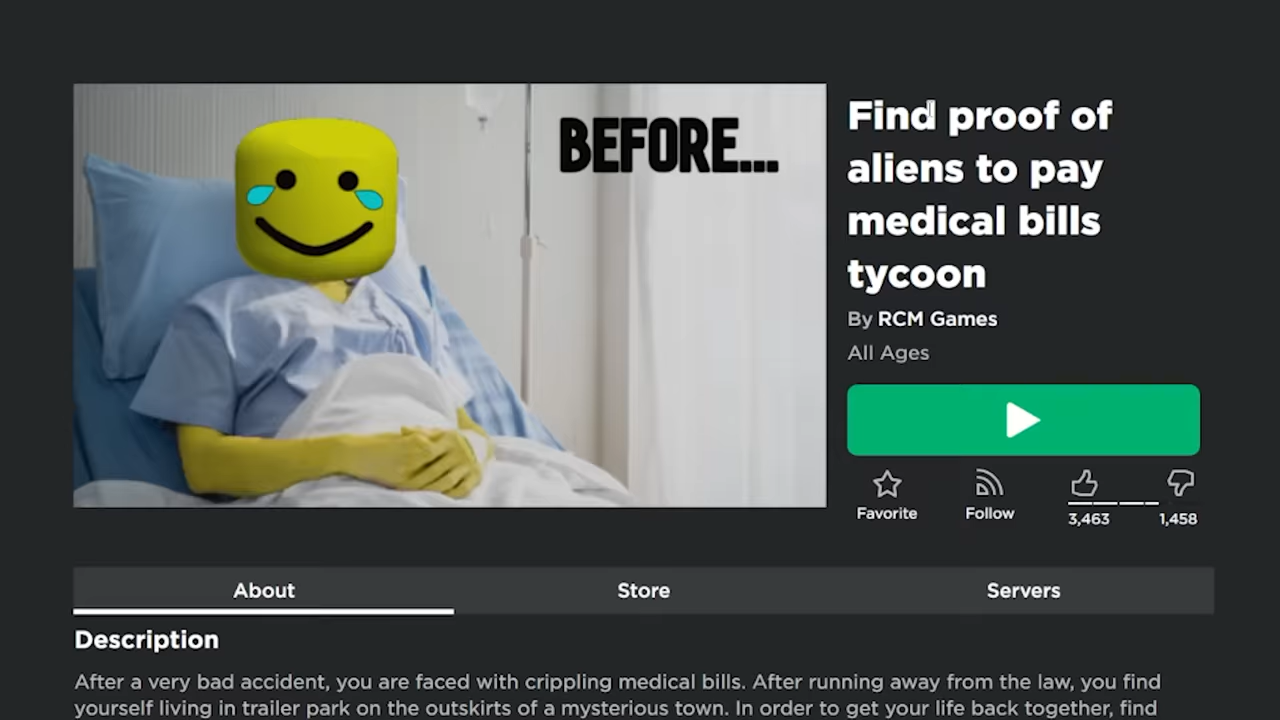 BEFORE...
Find proof of
aliens to pay
medical bills
tycoon
By RCM Games
All Ages
Favorite
Follow
3,463
1,458
About
Store
Servers
Description
After a very bad accident, you are faced with crippling medical bills. After running away from the law, you find
yourself living in trailer park on the outskirts of a mysterious town. In order to get your life back together, find